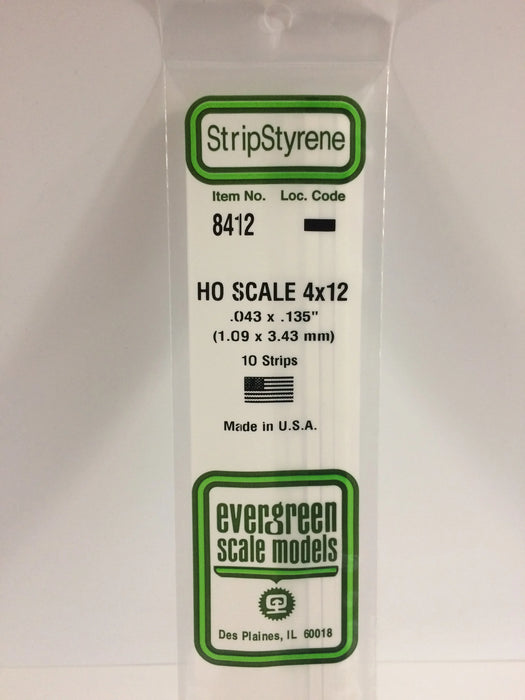 StripStyrene
Item No. Loc. Code
8412
HO SCALE 4x12
.043 x .135"
(1.09 x 3.43 mm)
10 Strips
Made in U.S.A.
evergreen
scale models
Des Plaines, IL 60018